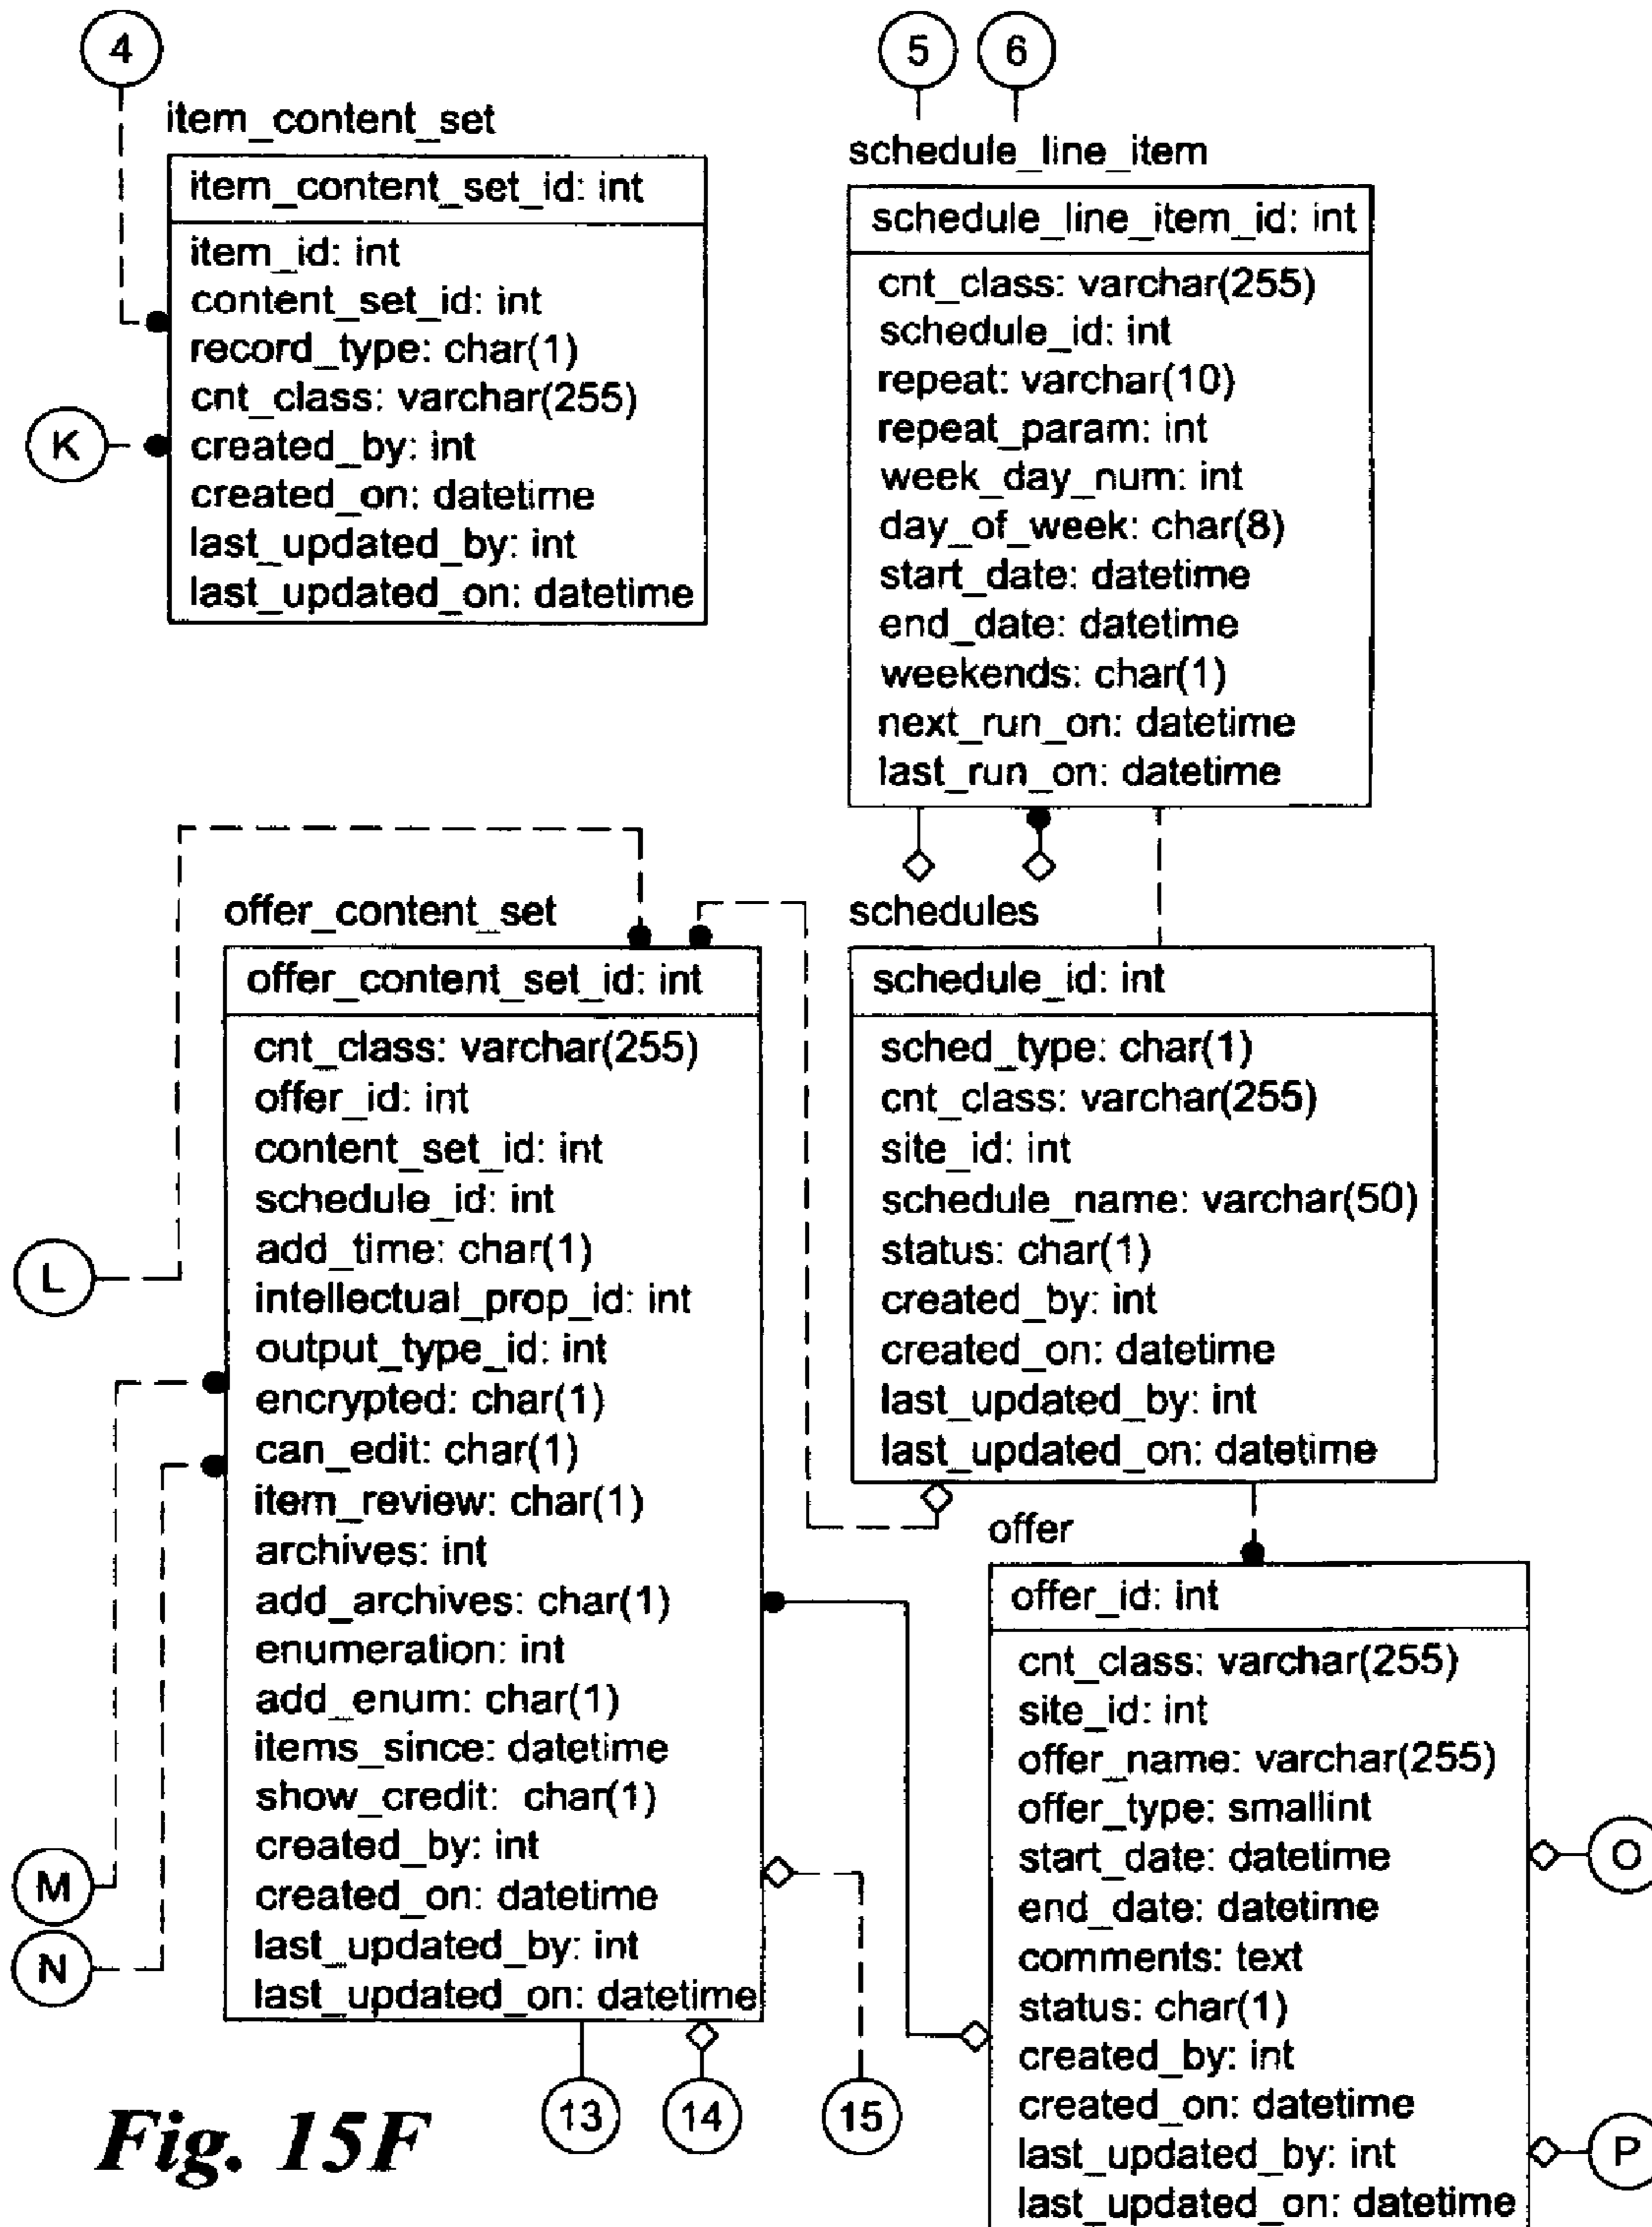 4
item_content_set
item_content_set_id: int
item_id: int
content_set_id: int
record_type: char(1)
cnt_class: varchar(255)
created_by: int
created_on: datetime
last_updated_by: int
last_updated_on: datetime
K
5
6
schedule_line_item
schedule_line_item_id: int
cnt_class: varchar(255)
schedule_id: int
repeat: varchar(10)
repeat_param: int
week_day_num: int
day_of_week: char(8)
start_date: datetime
end_date: datetime
weekends: char(1)
next_run_on: datetime
last_run_on: datetime
offer_content_set
offer_content_set_id: int
cnt_class: varchar(255)
offer_id: int
content_set_id: int
schedule_id: int
add_time: char(1)
intellectual_prop_id: int
output_type_id: int
encrypted: char(1)
can_edit: char(1)
item_review: char(1)
archives: int
add_archives: char(1)
enumeration: int
add_enum: char(1)
items_since: datetime
show_credit: char(1)
created_by: int
created_on: datetime
last_updated_by: int
last_updated_on: datetime
L
M
N
schedules
schedule_id: int
sched_type: char(1)
cnt_class: varchar(255)
site_id: int
schedule_name: varchar(50)
status: char(1)
created_by: int
created_on: datetime
last_updated_by: int
last_updated_on: datetime
offer
offer_id: int
cnt_class: varchar(255)
site_id: int
offer_name: varchar(255)
offer_type: smallint
start_date: datetime
end_date: datetime
comments: text
status: char(1)
created_by: int
created_on: datetime
last_updated_by: int
last_updated_on: datetime
O
P
13
14
15
Fig. 15F